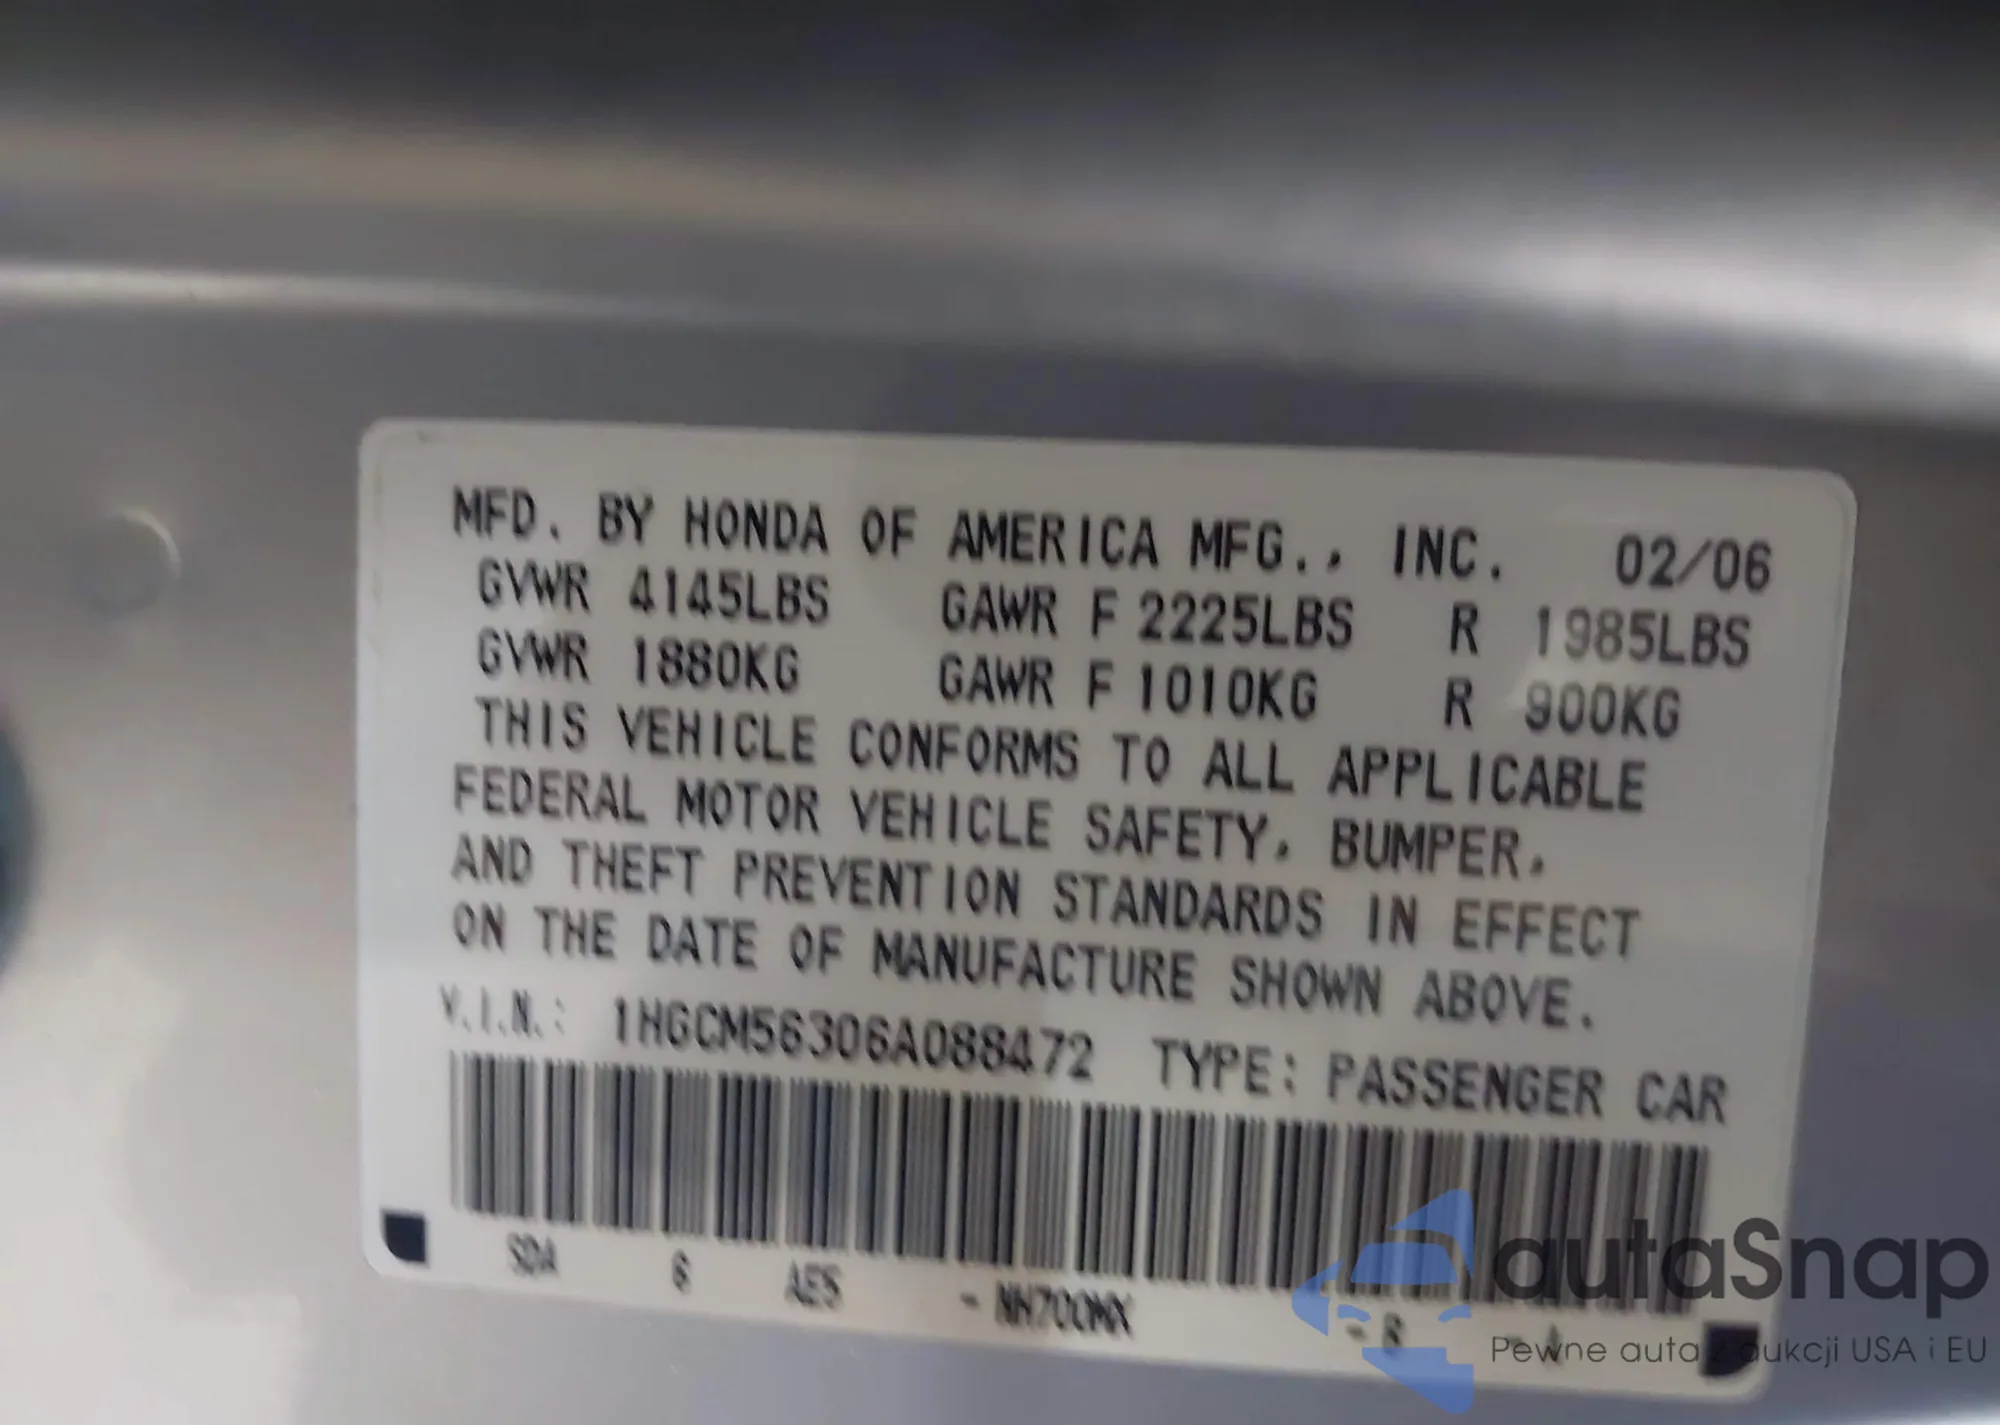 MFD. BY HONDA OF AMERICA MFG., INC. 02/06
GVWR 4145LBS GAWR F 2225LBS R 1985LBS
GVWR 1880KG GAWR F 1010KG R 900KG
THIS VEHICLE CONFORMS TO ALL APPLICABLE
FEDERAL MOTOR VEHICLE SAFETY, BUMPER,
AND THEFT PREVENTION STANDARDS IN EFFECT
ON THE DATE OF MANUFACTURE SHOWN ABOVE.
V.I.N.: 1HGCM56306A088472 TYPE: PASSENGER CAR
SDA 6 AES - NH700MX - B - A
autaSnap
Pewne auta z aukcji USA i EU